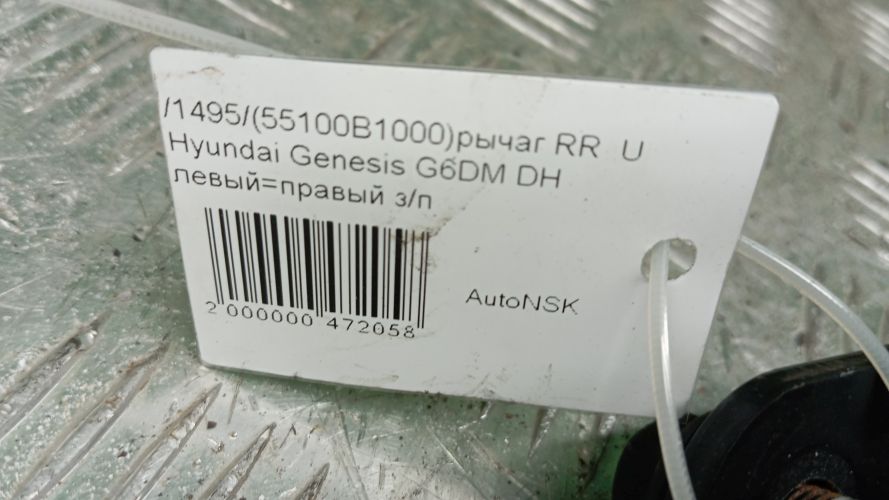 /1495/(55100B1000)рычаг RR U
Hyundai Genesis G6DM DH
левый=правый з/п
2 000000 472058
AutoNSK